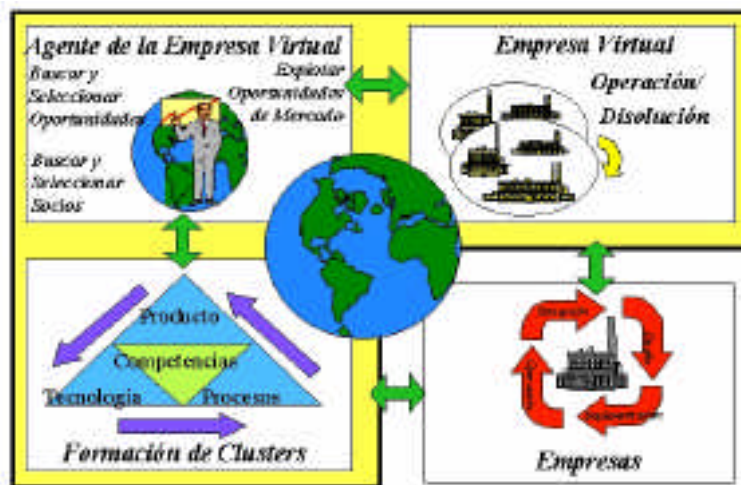 Agente de la Empresa Virtual
Buscar y
Seleccionar
Oportunidades
Explotar
Oportunidades
de Mercado
Buscar y
Seleccionar
Socios
Empresa Virtual
Operación/
Disolución
Producto
Competencias
Tecnología
Procesos
Formación de Clusters
Empresas